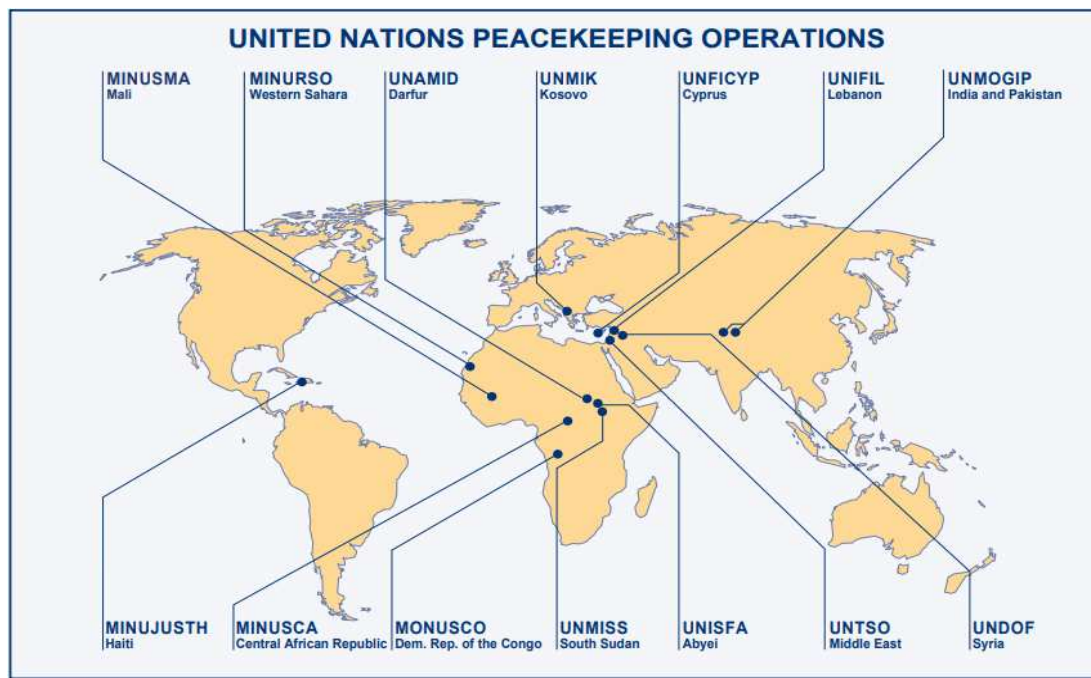 UNITED NATIONS PEACEKEEPING OPERATIONS
MINUSMA
Mali
MINURSO
Western Sahara
UNAMID
Darfur
UNMIK
Kosovo
UNFICYP
Cyprus
UNIFIL
Lebanon
UNMOGIP
India and Pakistan
MINUJUSTH
Haiti
MINUSCA
Central African Republic
MONUSCO
Dem. Rep. of the Congo
UNMISS
South Sudan
UNISFA
Abyei
UNTSO
Middle East
UNDOF
Syria